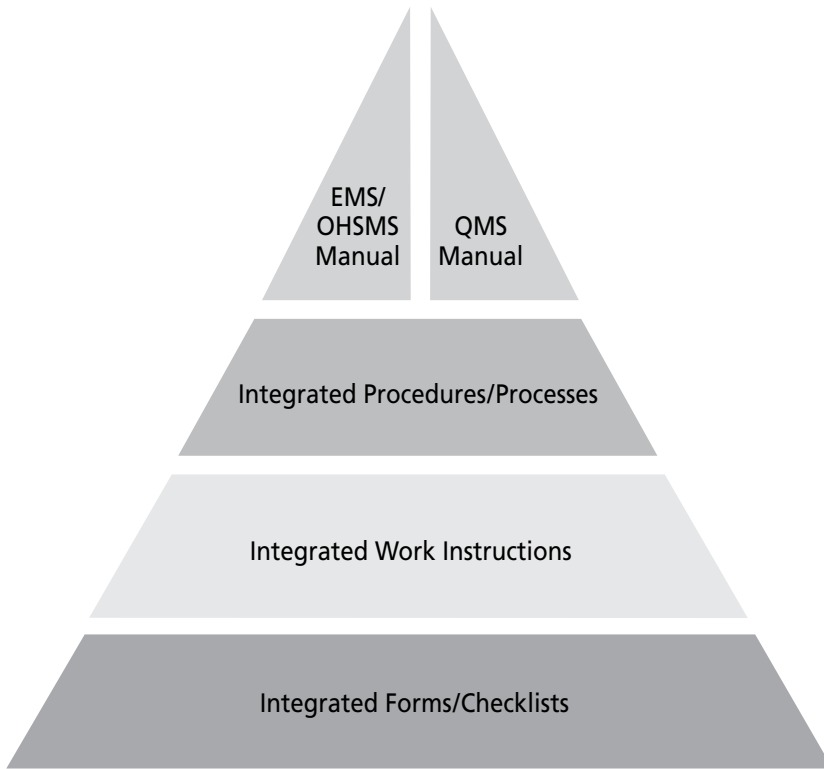 EMS/
OHSMS
Manual
QMS
Manual
Integrated Procedures/Processes
Integrated Work Instructions
Integrated Forms/Checklists